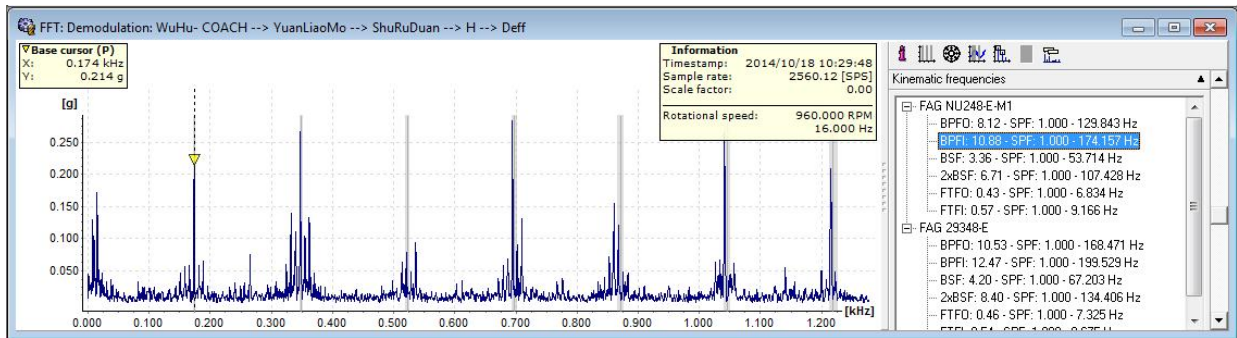 FFT: Demodulation: WuHu- COACH --> YuanLiaoMo --> ShuRuDuan --> H --> Deff
Base cursor (P)
X: 0.174 kHz
Y: 0.214 g
Information
Timestamp: 2014/10/18 10:29:48
Sample rate: 2560.12 [SPS]
Scale factor: 0.00
Rotational speed: 960.000 RPM
16.000 Hz
[g]
0.250
0.200
0.150
0.100
0.050
0.000 0.100 0.200 0.300 0.400 0.500 0.600 0.700 0.800 0.900 1.000 1.100 1.200 [kHz]
Kinematic frequencies
FAG NU248-E-M1
BPFO: 8.12 - SPF: 1.000 - 129.843 Hz
BPFI: 10.88 - SPF: 1.000 - 174.157 Hz
BSF: 3.36 - SPF: 1.000 - 53.714 Hz
2xBSF: 6.71 - SPF: 1.000 - 107.428 Hz
FTFO: 0.43 - SPF: 1.000 - 6.834 Hz
FTFI: 0.57 - SPF: 1.000 - 9.166 Hz
FAG 29348-E
BPFO: 10.53 - SPF: 1.000 - 168.471 Hz
BPFI: 12.47 - SPF: 1.000 - 199.529 Hz
BSF: 4.20 - SPF: 1.000 - 67.203 Hz
2xBSF: 8.40 - SPF: 1.000 - 134.406 Hz
FTFO: 0.46 - SPF: 1.000 - 7.325 Hz